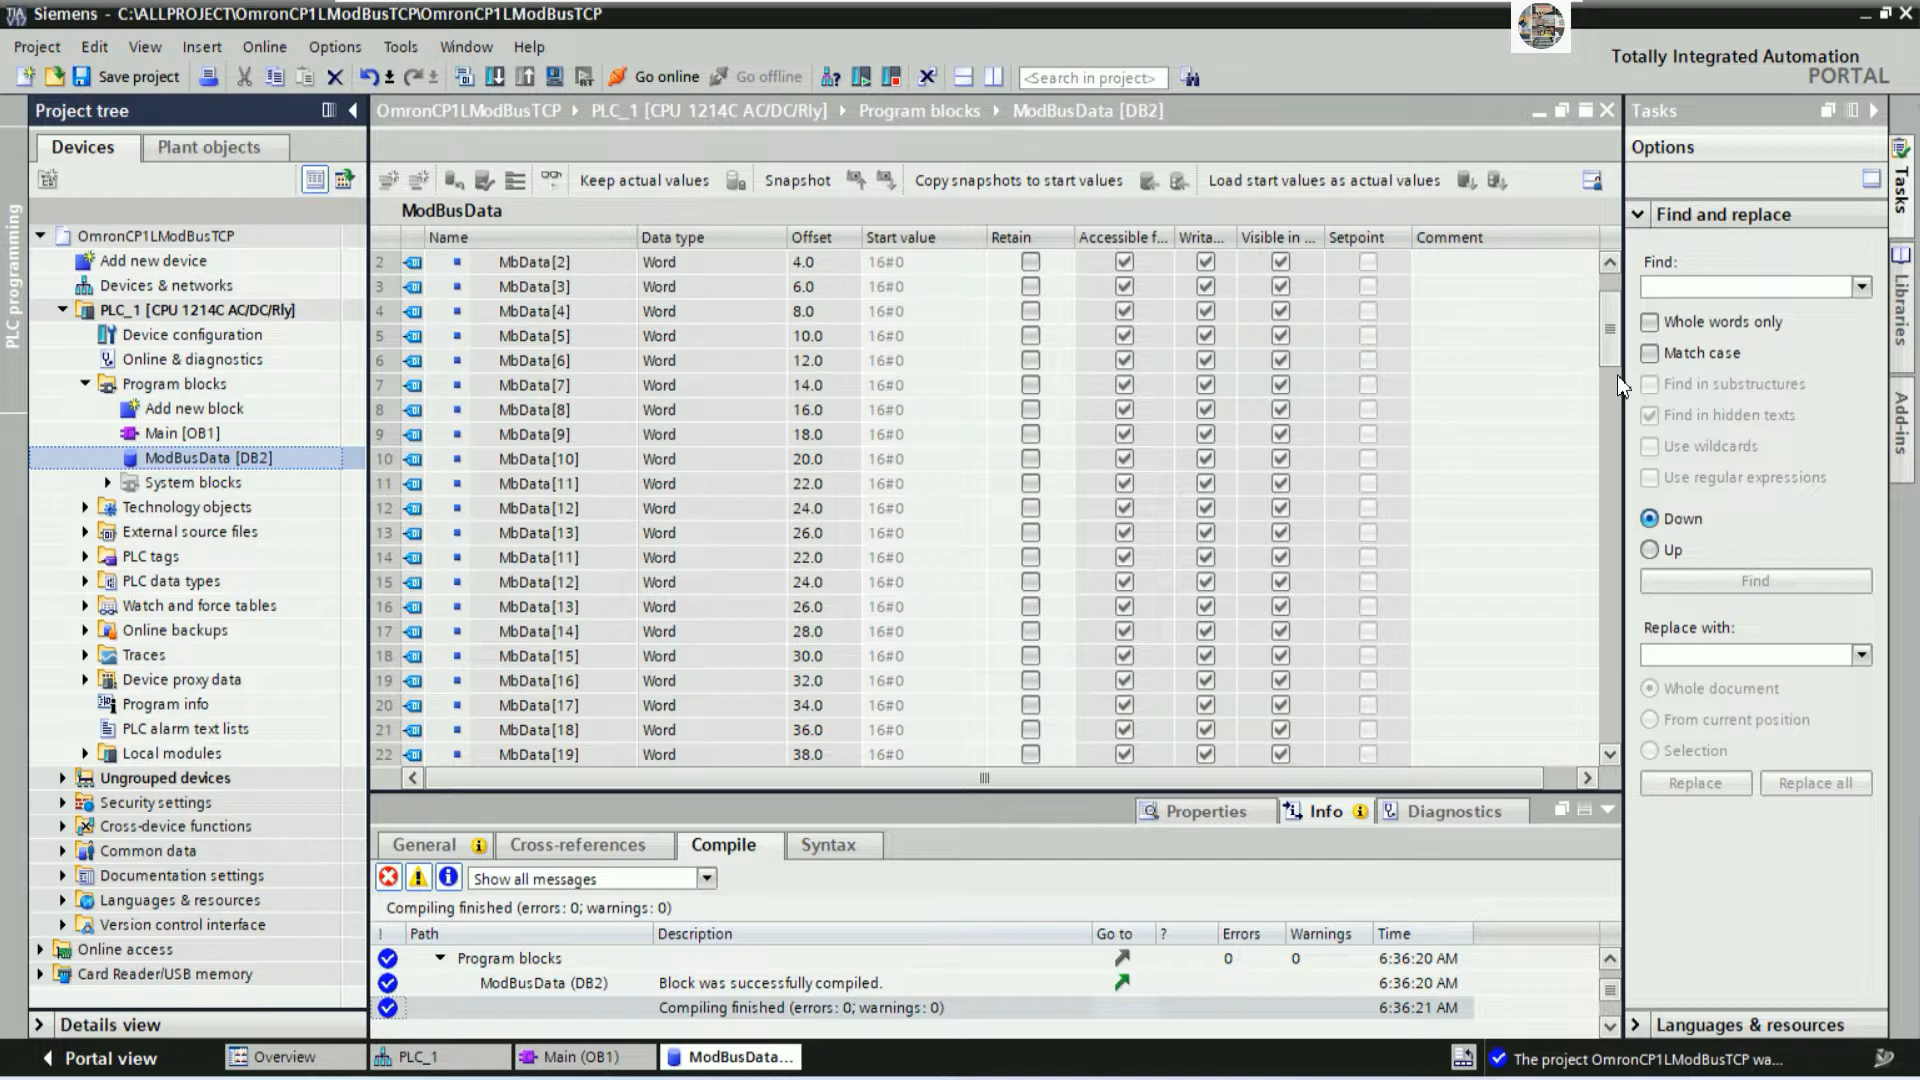 Siemens - C:\ALLPROJECT\OmronCP1LModBusTCP\OmronCP1LModBusTCP
Project Edit View Insert Online Options Tools Window Help
Totally Integrated Automation
PORTAL
Save project Go online Go offline <Search in project>
Project tree
OmronCP1LModBusTCP PLC_1 [CPU 1214C AC/DC/Rly] Program blocks ModBusData [DB2]
Tasks
Devices Plant objects
Options
Keep actual values Snapshot Copy snapshots to start values Load start values as actual values
ModBusData
Find and replace
Name Data type Offset Start value Retain Accessible f... Writa... Visible in ... Setpoint Comment
2 MbData[2] Word 4.0 16#0
3 MbData[3] Word 6.0 16#0
4 MbData[4] Word 8.0 16#0
5 MbData[5] Word 10.0 16#0
6 MbData[6] Word 12.0 16#0
7 MbData[7] Word 14.0 16#0
8 MbData[8] Word 16.0 16#0
9 MbData[9] Word 18.0 16#0
10 MbData[10] Word 20.0 16#0
11 MbData[11] Word 22.0 16#0
12 MbData[12] Word 24.0 16#0
13 MbData[13] Word 26.0 16#0
14 MbData[11] Word 22.0 16#0
15 MbData[12] Word 24.0 16#0
16 MbData[13] Word 26.0 16#0
17 MbData[14] Word 28.0 16#0
18 MbData[15] Word 30.0 16#0
19 MbData[16] Word 32.0 16#0
20 MbData[17] Word 34.0 16#0
21 MbData[18] Word 36.0 16#0
22 MbData[19] Word 38.0 16#0
PLC programming
OmronCP1LModBusTCP
Add new device
Devices & networks
PLC_1 [CPU 1214C AC/DC/Rly]
Device configuration
Online & diagnostics
Program blocks
Add new block
Main [OB1]
ModBusData [DB2]
System blocks
Technology objects
External source files
PLC tags
PLC data types
Watch and force tables
Online backups
Traces
Device proxy data
Program info
PLC alarm text lists
Local modules
Ungrouped devices
Security settings
Cross-device functions
Common data
Documentation settings
Languages & resources
Version control interface
Online access
Card Reader/USB memory
Details view
Find:
Whole words only
Match case
Find in substructures
Find in hidden texts
Use wildcards
Use regular expressions
Down
Up
Find
Replace with:
Whole document
From current position
Selection
Replace Replace all
Languages & resources
Tasks
Libraries
Add-ins
Properties Info Diagnostics
General Cross-references Compile Syntax
Show all messages
Compiling finished (errors: 0; warnings: 0)
! Path Description Go to ? Errors Warnings Time
Program blocks 0 0 6:36:20 AM
ModBusData (DB2) Block was successfully compiled. 6:36:20 AM
Compiling finished (errors: 0; warnings: 0) 6:36:21 AM
Portal view Overview PLC_1 Main (OB1) ModBusData... The project OmronCP1LModBusTCP wa...